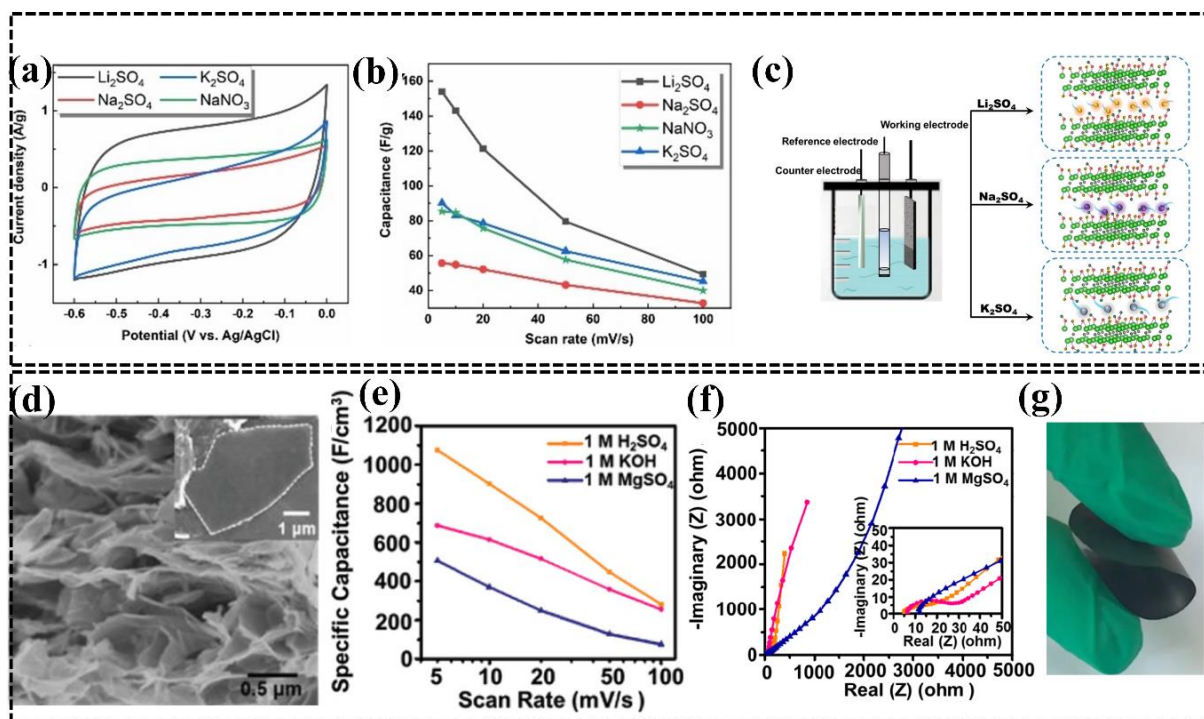 (a)
Li₂SO₄
K₂SO₄
Na₂SO₄
NaNO₃
Current density (A/g)
1
0
-1
-0.6
-0.5
-0.4
-0.3
-0.2
-0.1
0.0
Potential (V vs. Ag/AgCl)
(b)
Li₂SO₄
Na₂SO₄
NaNO₃
K₂SO₄
Capacitance (F/g)
160
140
120
100
80
60
40
0
20
40
60
80
100
Scan rate (mV/s)
(c)
Working electrode
Reference electrode
Counter electrode
Li₂SO₄
Na₂SO₄
K₂SO₄
(d)
1 μm
0.5 μm
(e)
1 M H₂SO₄
1 M KOH
1 M MgSO₄
Specific Capacitance (F/cm³)
1200
1000
800
600
400
200
0
5
10
20
50
100
Scan Rate (mV/s)
(f)
1 M H₂SO₄
1 M KOH
1 M MgSO₄
-Imaginary (Z) (ohm)
5000
4000
3000
2000
1000
0
0
1000
2000
3000
4000
5000
Real (Z) (ohm )
-Imaginary (Z) (ohm)
50
40
30
20
10
0
0
10
20
30
40
50
Real (Z) (ohm)
(g)